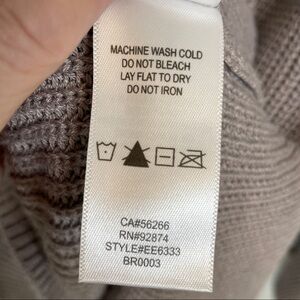 MACHINE WASH COLD
DO NOT BLEACH
LAY FLAT TO DRY
DO NOT IRON
CA#56266
RN#92874
STYLE#EE6333
BR0003